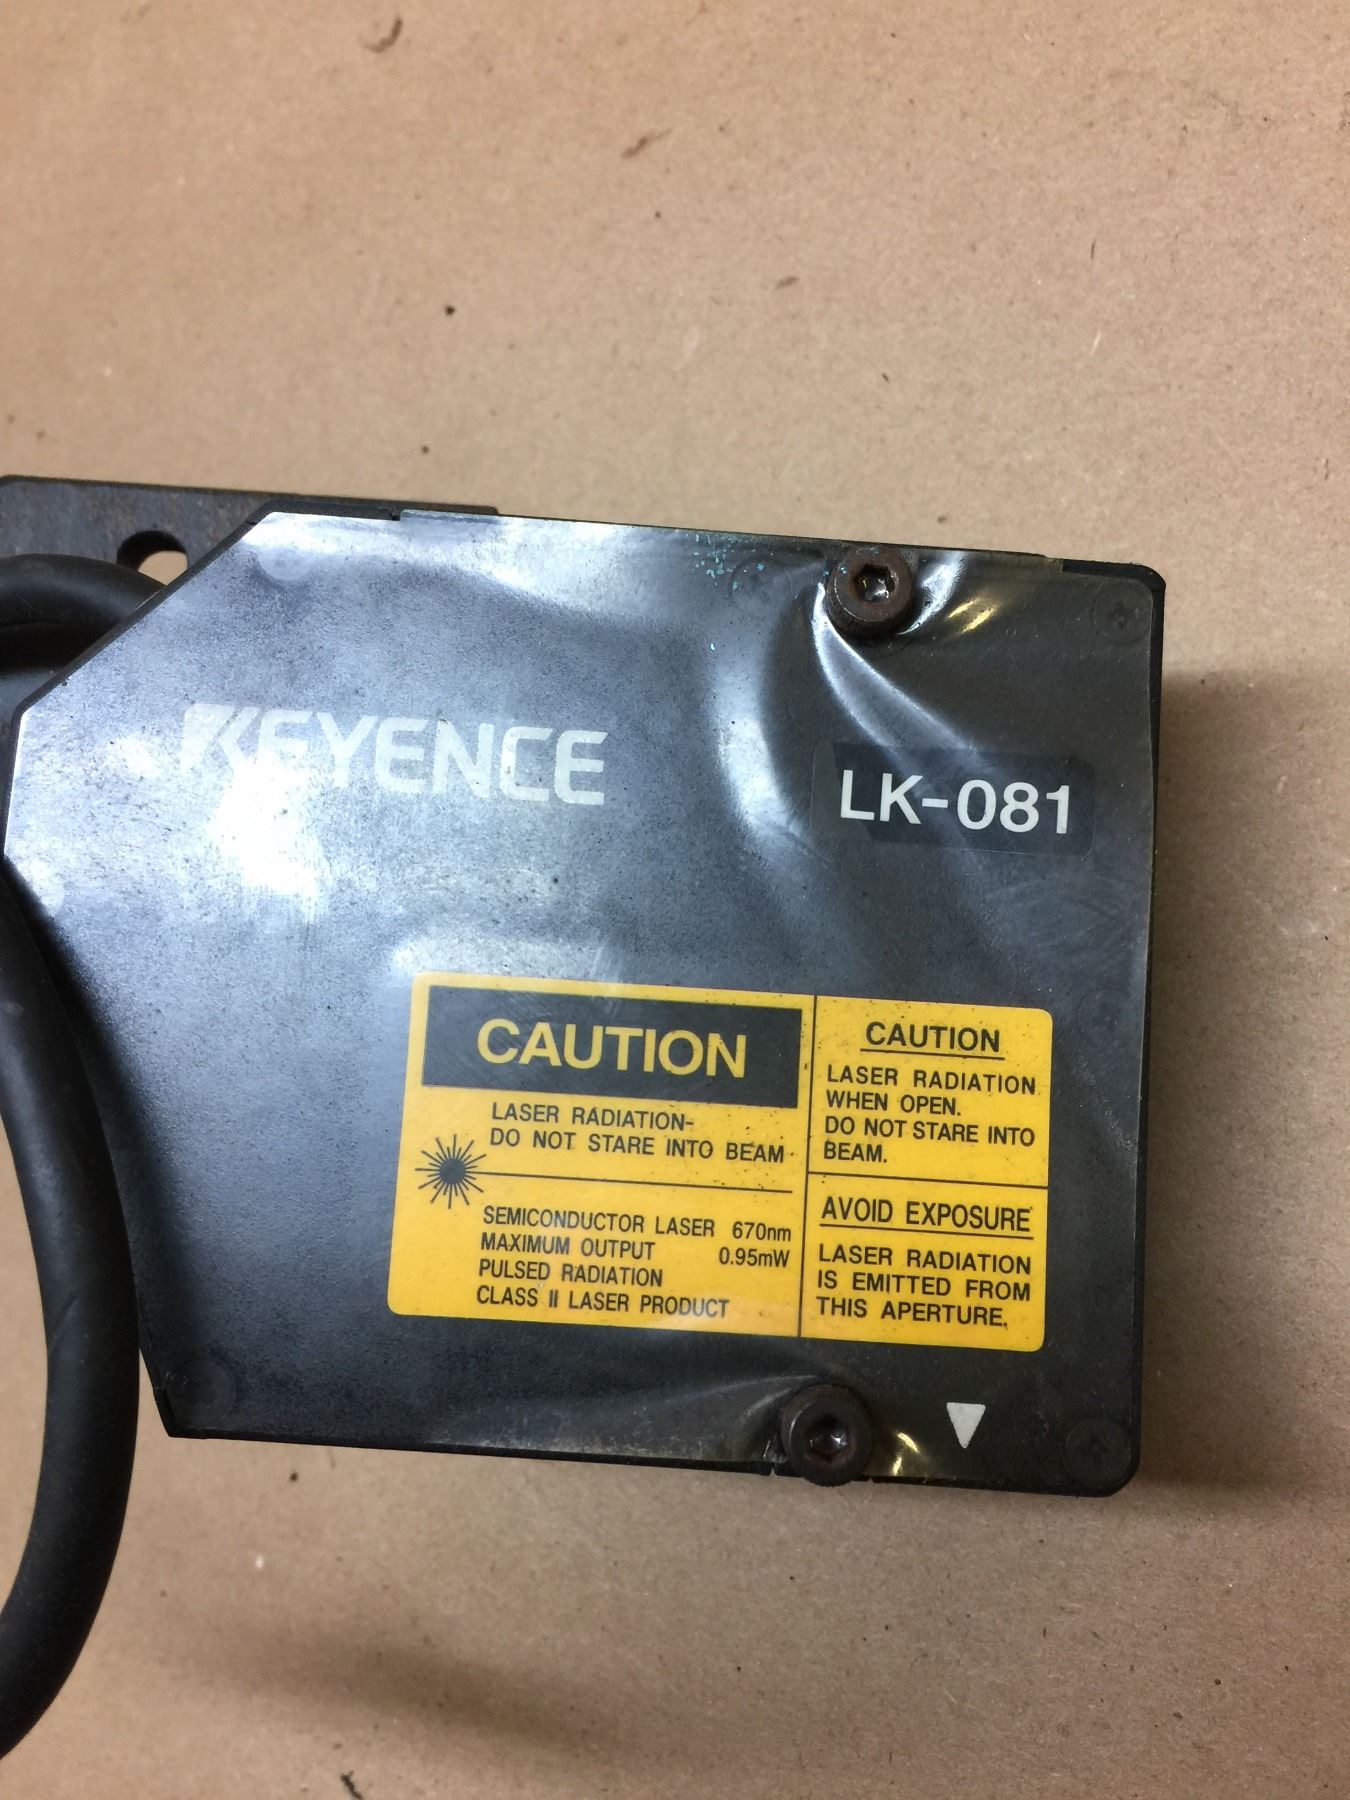 KEYENCE
LK-081
CAUTION
LASER RADIATION-
DO NOT STARE INTO BEAM
SEMICONDUCTOR LASER 670nm
MAXIMUM OUTPUT 0.95mW
PULSED RADIATION
CLASS II LASER PRODUCT
CAUTION
LASER RADIATION
WHEN OPEN.
DO NOT STARE INTO
BEAM.
AVOID EXPOSURE
LASER RADIATION
IS EMITTED FROM
THIS APERTURE.